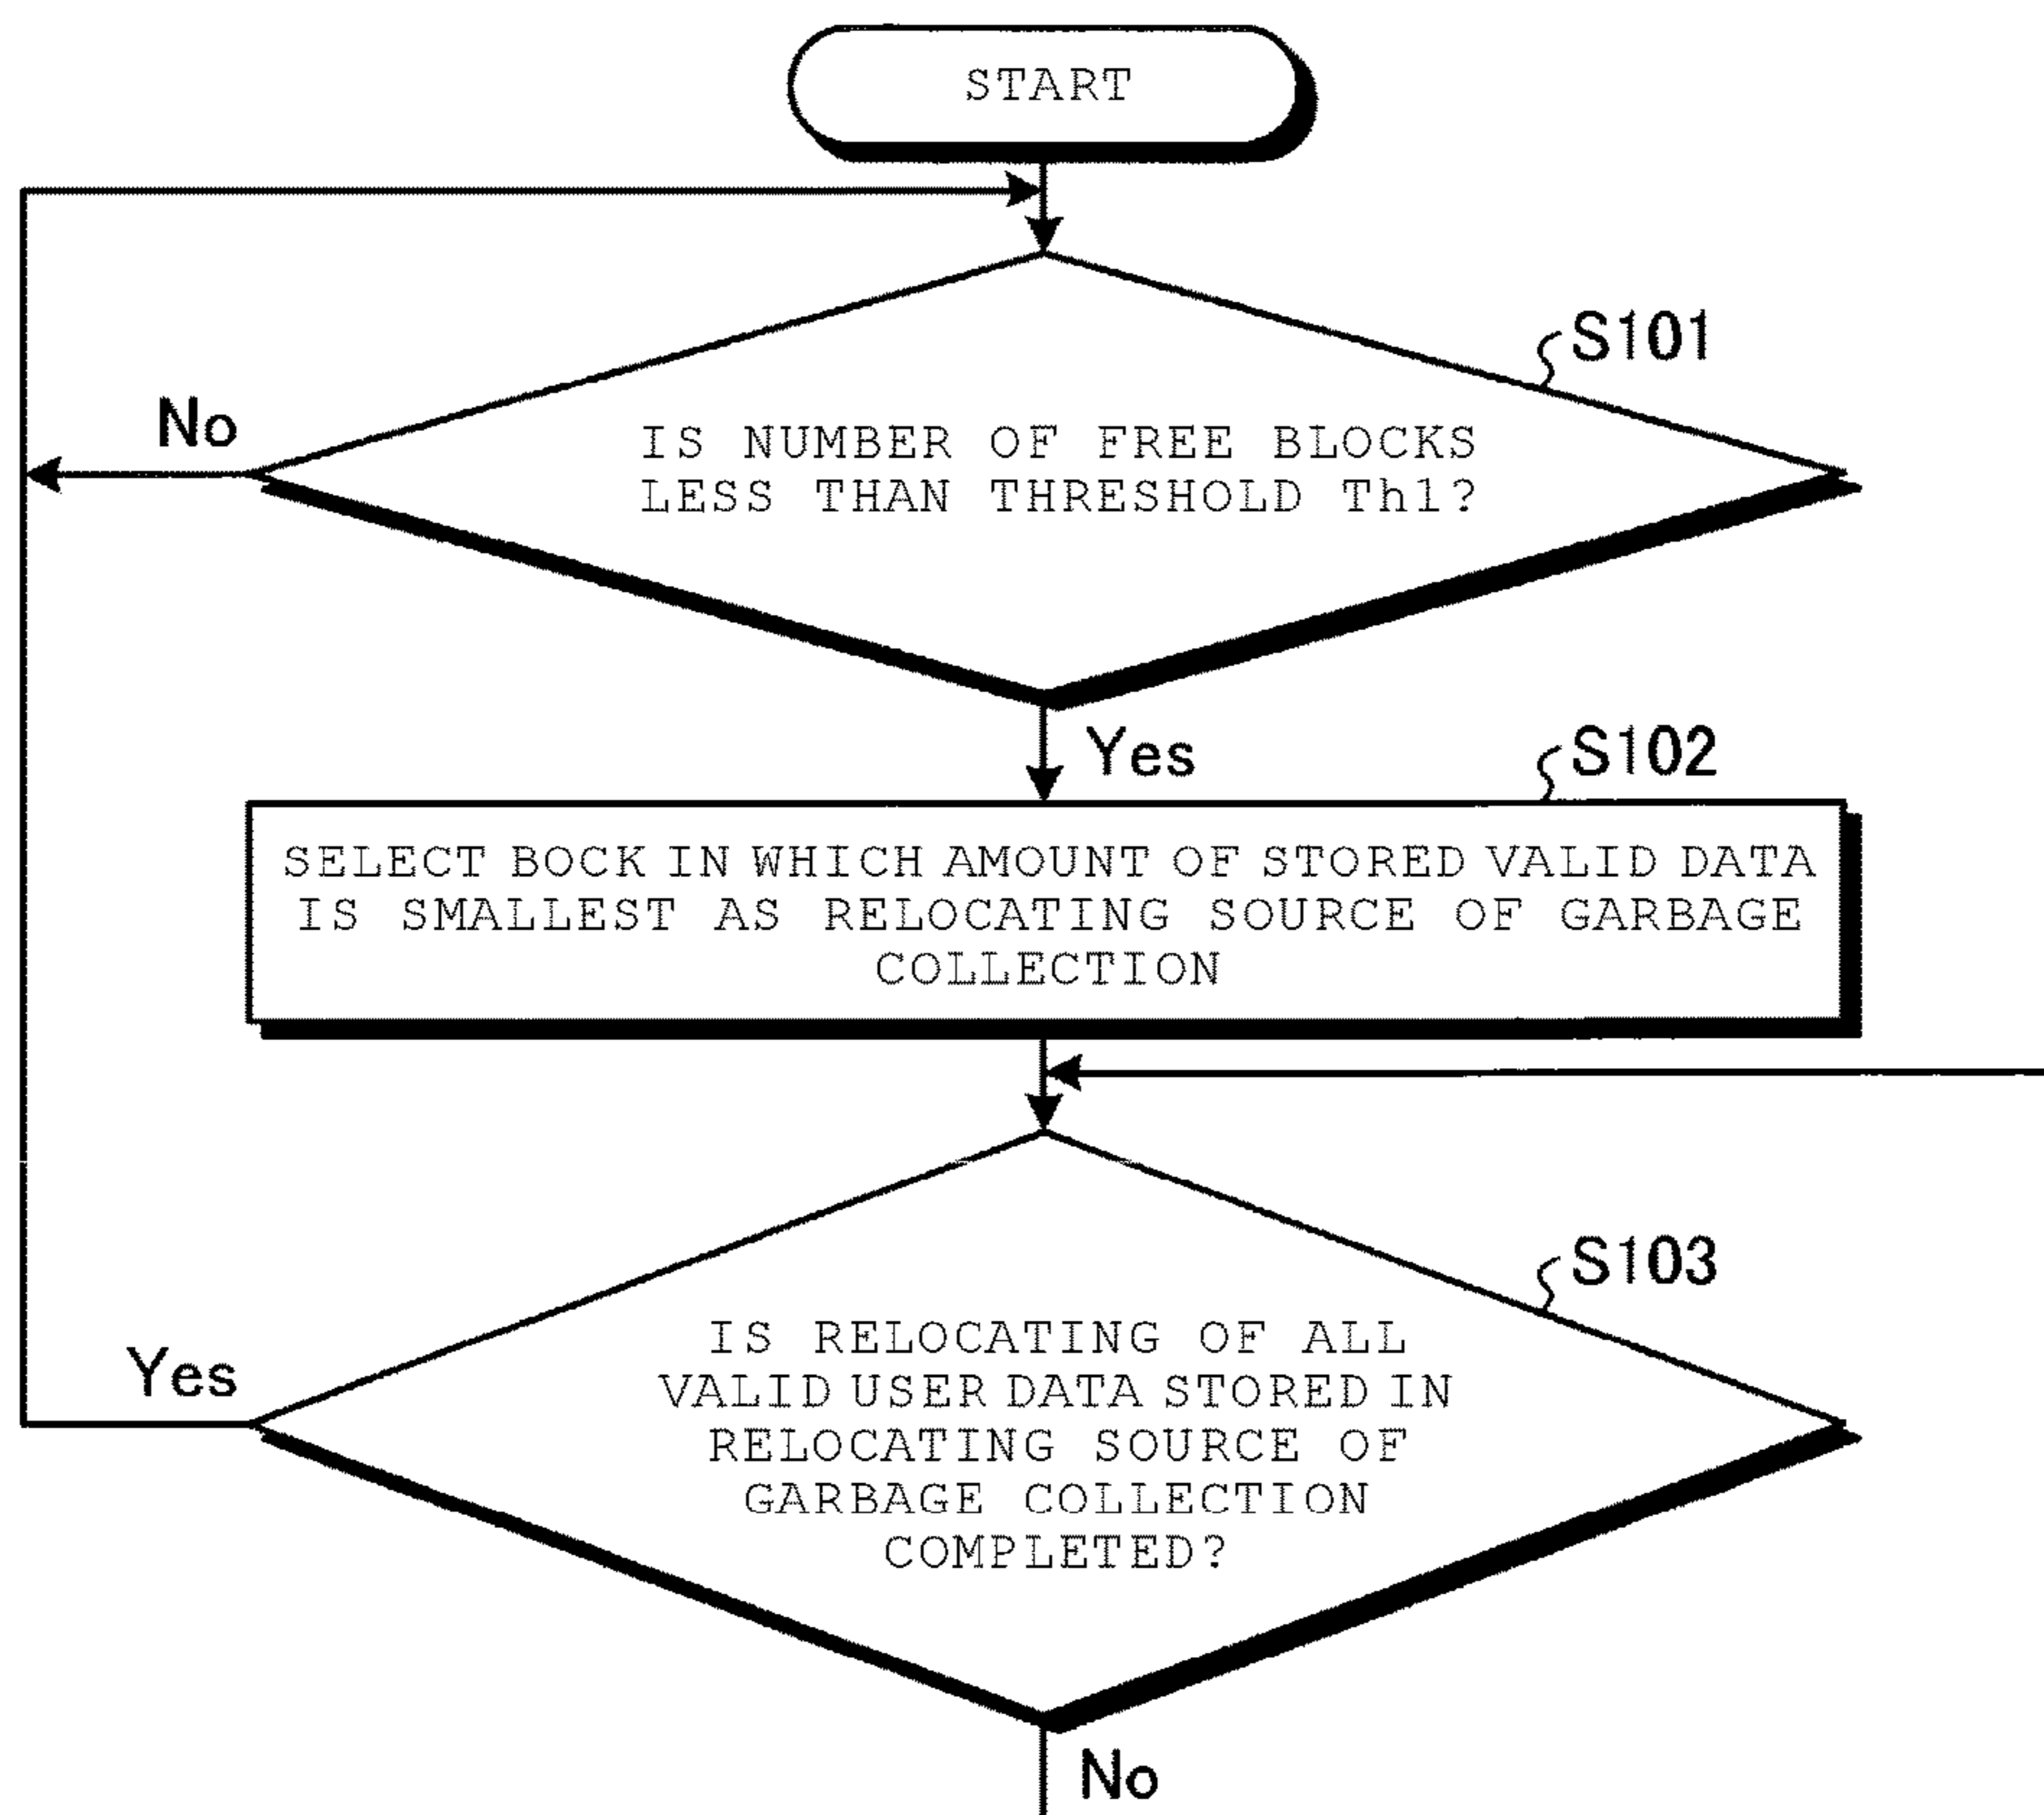 START
S101
No
IS NUMBER OF FREE BLOCKS
LESS THAN THRESHOLD Th1?
Yes
S102
SELECT BOCK IN WHICH AMOUNT OF STORED VALID DATA
IS SMALLEST AS RELOCATING SOURCE OF GARBAGE
COLLECTION
S103
Yes
IS RELOCATING OF ALL
VALID USER DATA STORED IN
RELOCATING SOURCE OF
GARBAGE COLLECTION
COMPLETED?
No